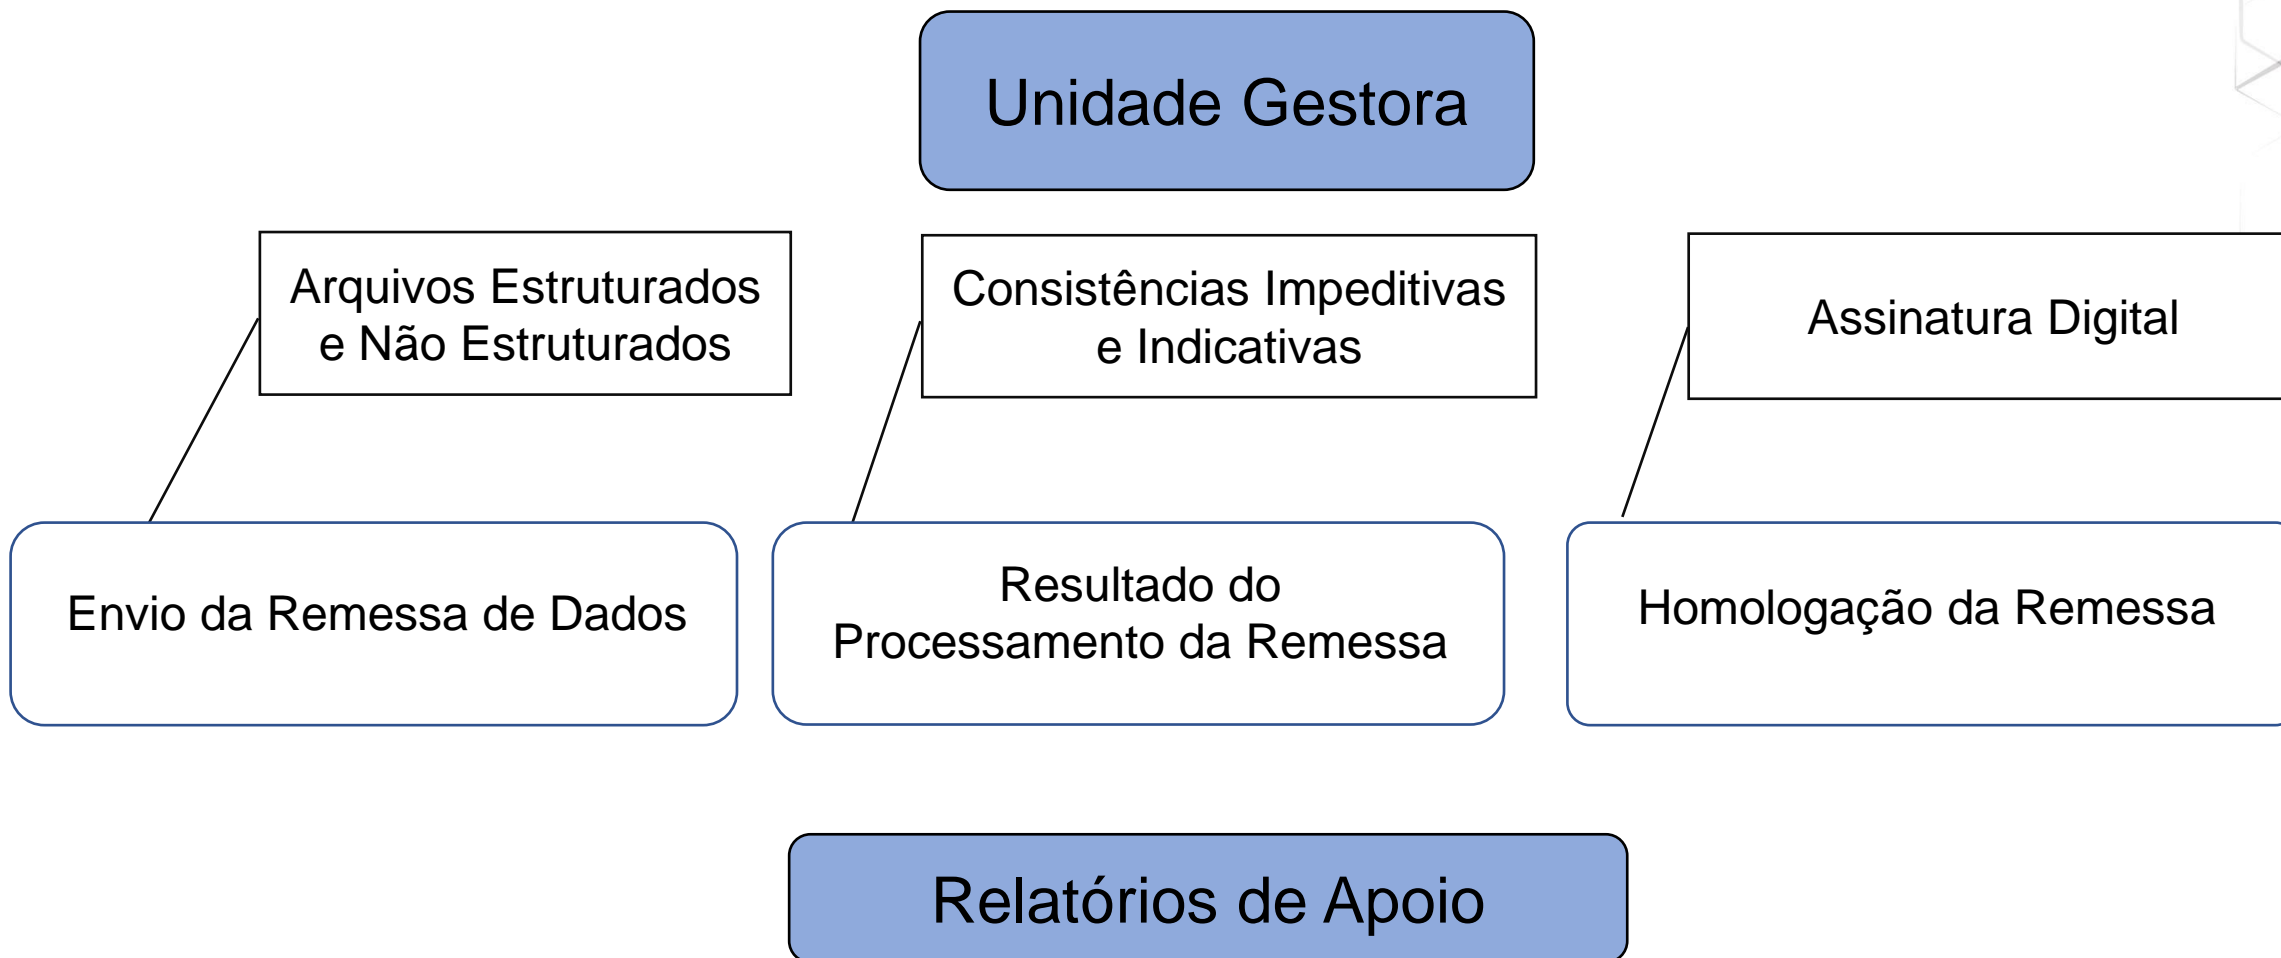 Unidade Gestora
Arquivos Estruturados
e Não Estruturados
Consistências Impeditivas
e Indicativas
Assinatura Digital
Envio da Remessa de Dados
Resultado do
Processamento da Remessa
Homologação da Remessa
Relatórios de Apoio